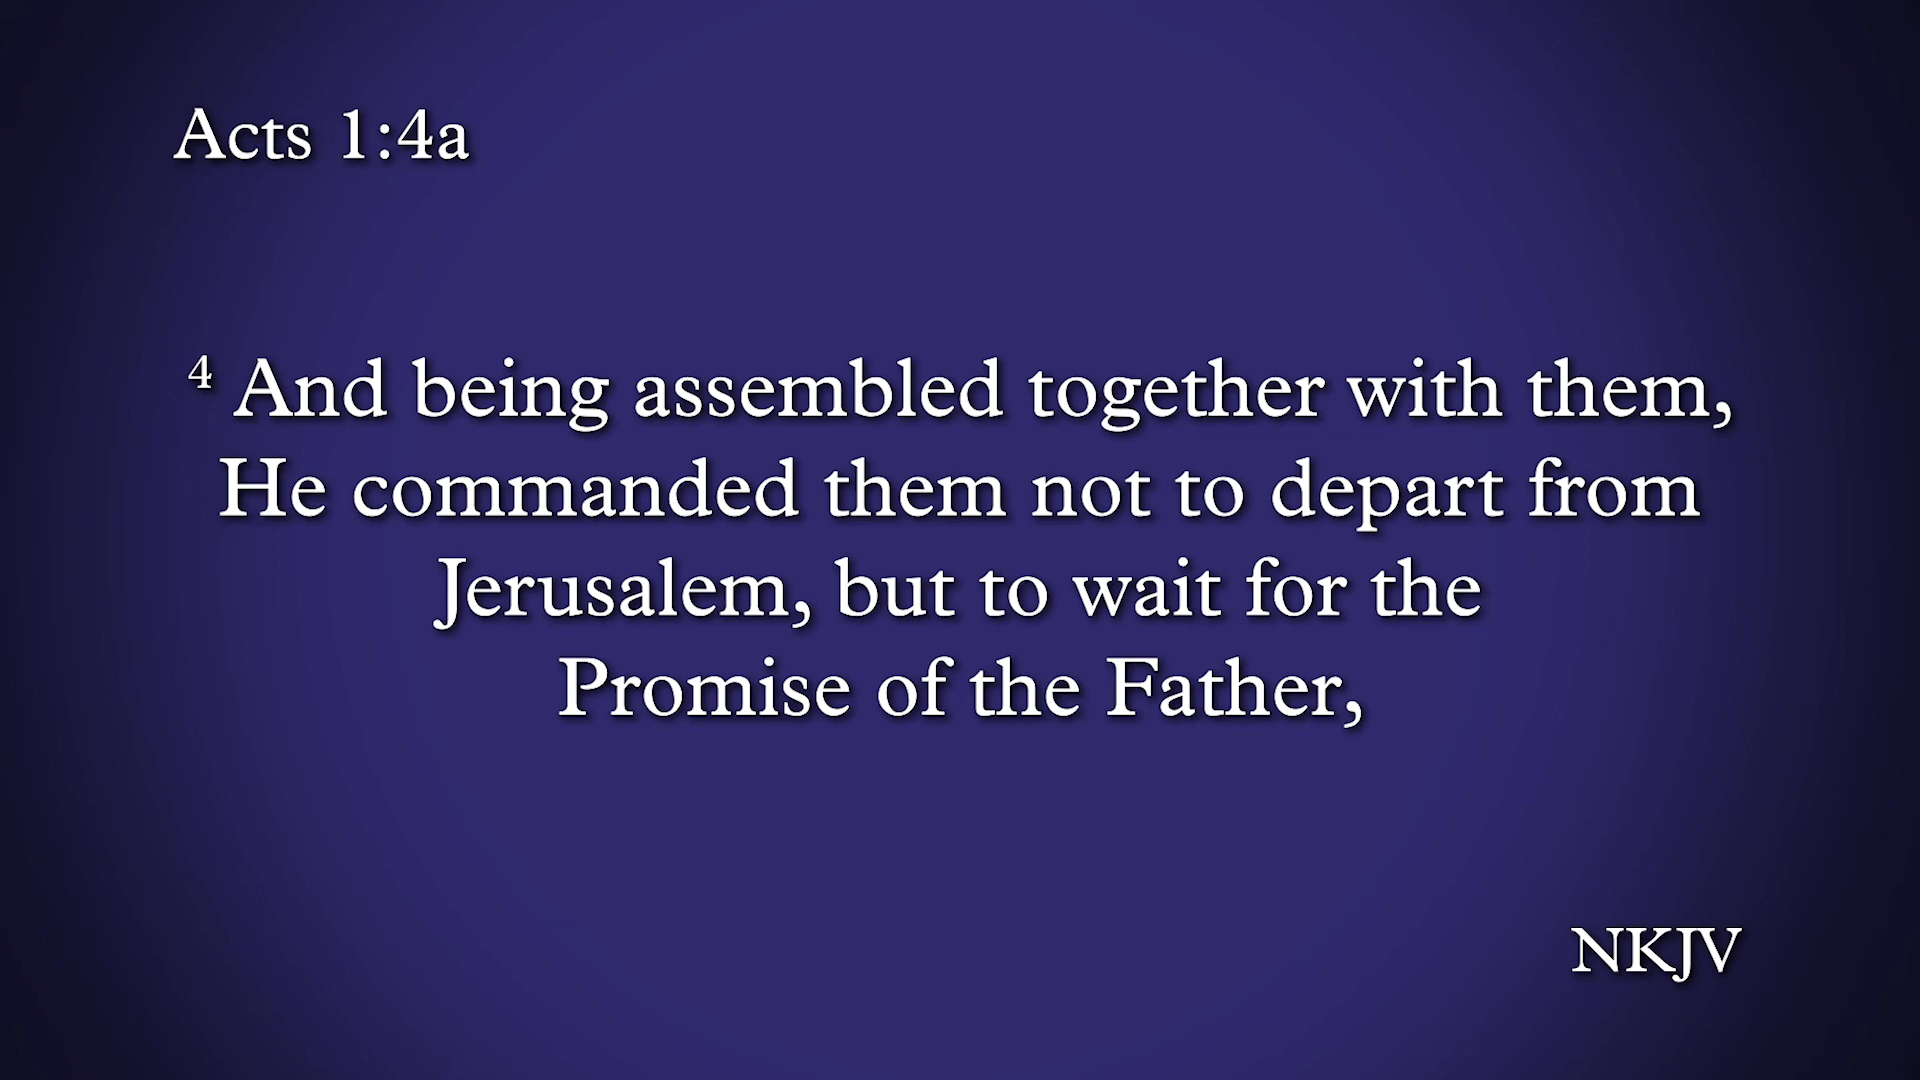 Acts 1:4a
4 And being assembled together with them,
He commanded them not to depart from
Jerusalem, but to wait for the
Promise of the Father,
NKJV